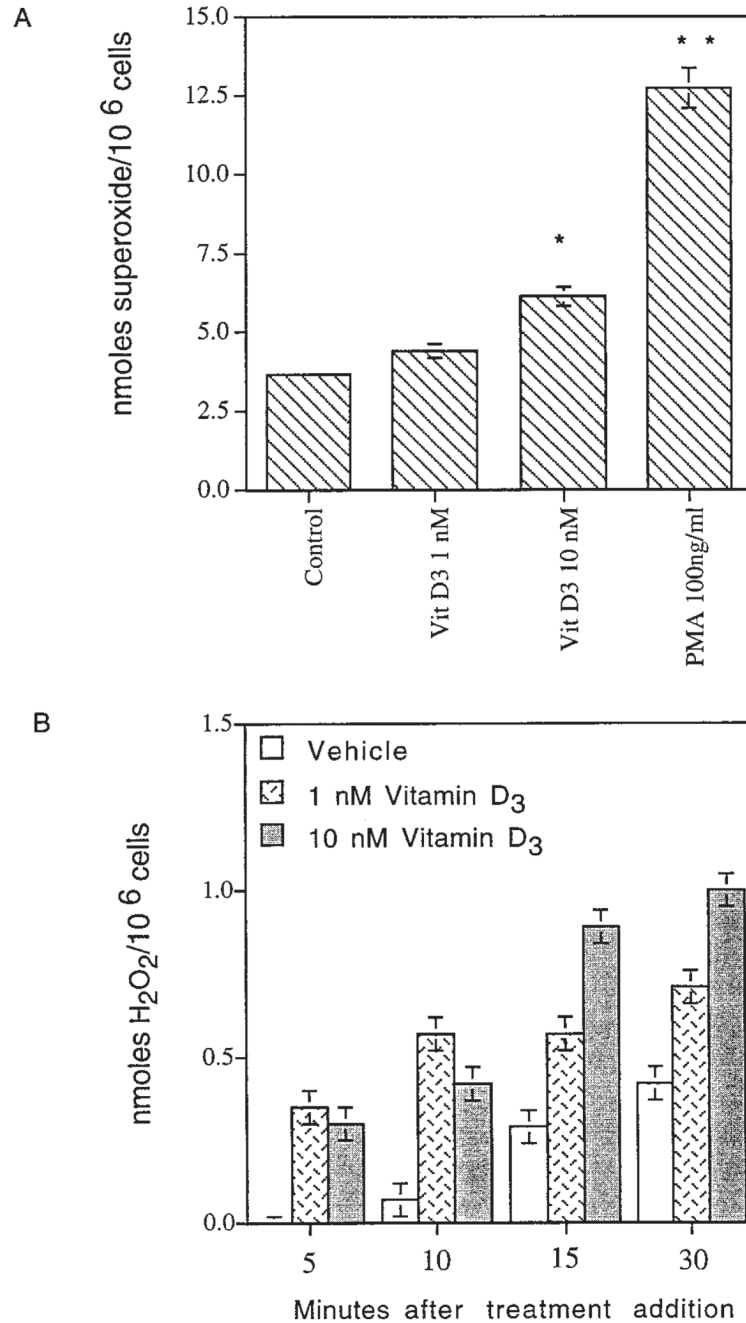 A
nmoles superoxide/10 6 cells
15.0
12.5
15.0
7.5
5.0
2.5
0.0
*
* *
Control
Vit D3 1 nM
Vit D3 10 nM
PMA 100ng/ml
B
nmoles H2O2/10 6 cells
1.5
1.0
0.5
0.0
Vehicle
1 nM Vitamin D3
10 nM Vitamin D3
5 10 15 30
Minutes after treatment addition